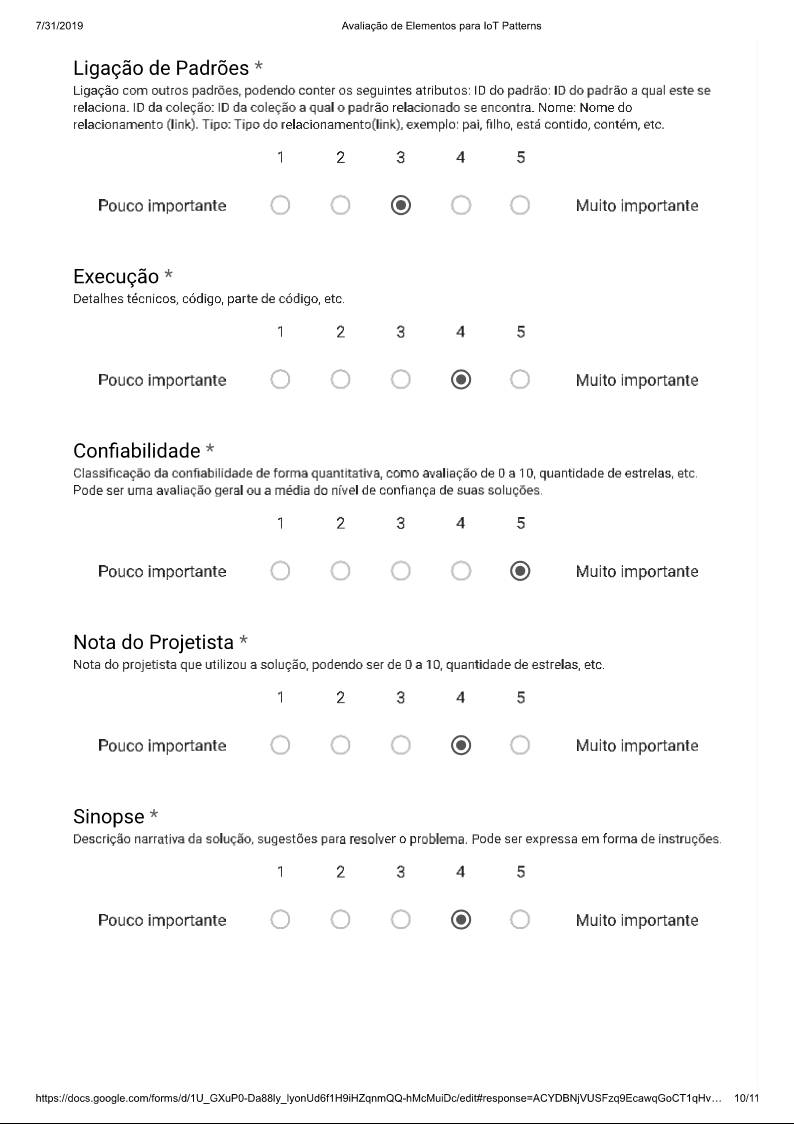 7/31/2019 Avaliação de Elementos para IoT Patterns
Ligação de Padrões *
Ligação com outros padrões, podendo conter os seguintes atributos: ID do padrão: ID do padrão a qual este se
relaciona. ID da coleção: ID da coleção a qual o padrão relacionado se encontra. Nome: Nome do
relacionamento (link). Tipo: Tipo do relacionamento(link), exemplo: pai, filho, está contido, contém, etc.
1 2 3 4 5
Pouco importante Muito importante
Execução *
Detalhes técnicos, código, parte de código, etc.
1 2 3 4 5
Pouco importante Muito importante
Confiabilidade *
Classificação da confiabilidade de forma quantitativa, como avaliação de 0 a 10, quantidade de estrelas, etc.
Pode ser uma avaliação geral ou a média do nível de confiança de suas soluções.
1 2 3 4 5
Pouco importante Muito importante
Nota do Projetista *
Nota do projetista que utilizou a solução, podendo ser de 0 a 10, quantidade de estrelas, etc.
1 2 3 4 5
Pouco importante Muito importante
Sinopse *
Descrição narrativa da solução, sugestões para resolver o problema. Pode ser expressa em forma de instruções.
1 2 3 4 5
Pouco importante Muito importante
https://docs.google.com/forms/d/1U_GXuP0-Da88ly_lyonUd6f1H9iHZqnmQQ-hMcMuiDc/edit#response=ACYDBNjVUSFzq9EcawqGoCT1qHv… 10/11